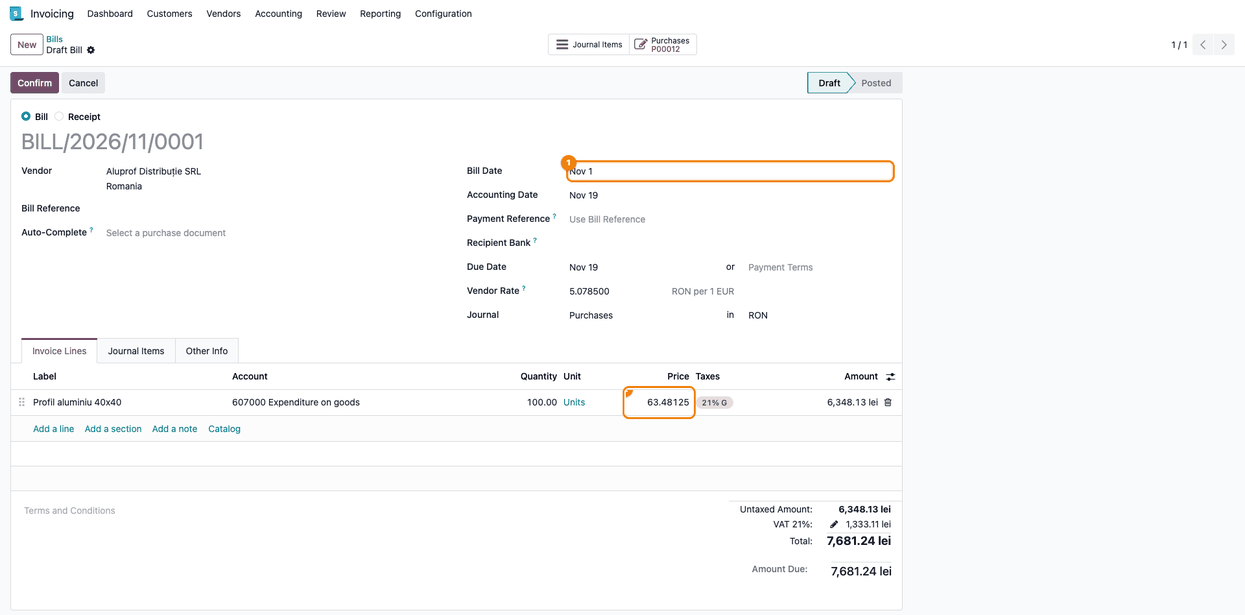 Invoicing Dashboard Customers Vendors Accounting Review Reporting Configuration
New Bills
Draft Bill
Journal Items
Purchases
P00012
1 / 1
Confirm Cancel
Draft Posted
Bill Receipt
BILL/2026/11/0001
Vendor Aluprof Distribuție SRL
Romania
Bill Reference
Auto-Complete ? Select a purchase document
1
Bill Date Nov 1
Accounting Date Nov 19
Payment Reference ? Use Bill Reference
Recipient Bank ?
Due Date Nov 19 or Payment Terms
Vendor Rate ? 5.078500 RON per 1 EUR
Journal Purchases in RON
Invoice Lines Journal Items Other Info
Label Account Quantity Unit Price Taxes Amount
Profil aluminiu 40x40 607000 Expenditure on goods 100.00 Units 63.48125 21% G 6,348.13 lei
Add a line Add a section Add a note Catalog
Terms and Conditions
Untaxed Amount: 6,348.13 lei
VAT 21%: 1,333.11 lei
Total: 7,681.24 lei
Amount Due: 7,681.24 lei